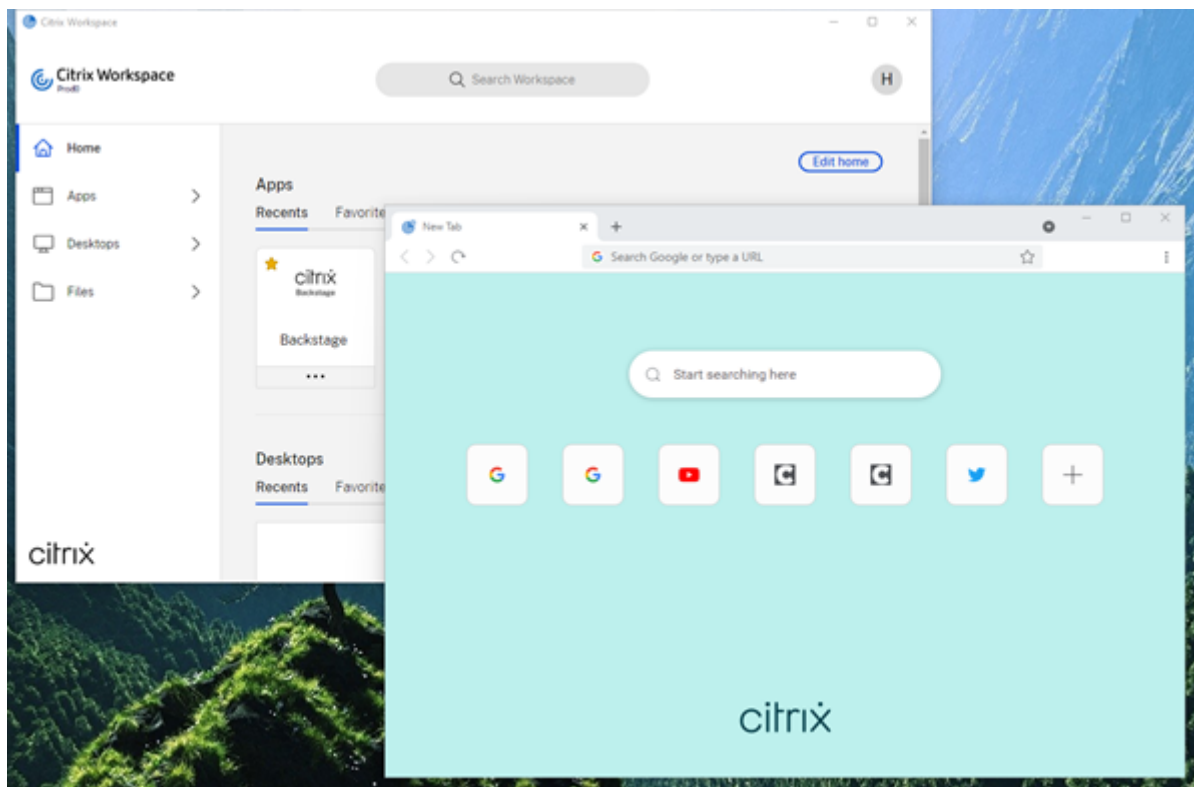 Citrix Workspace
Citrix Workspace
Search Workspace
H
Home
Edit home
Apps
Apps
Recents Favorite
Desktops
Files
citrix
Backstage
Backstage
Desktops
Recents Favorite
citrix
New Tab
Search Google or type a URL
Start searching here
citrix